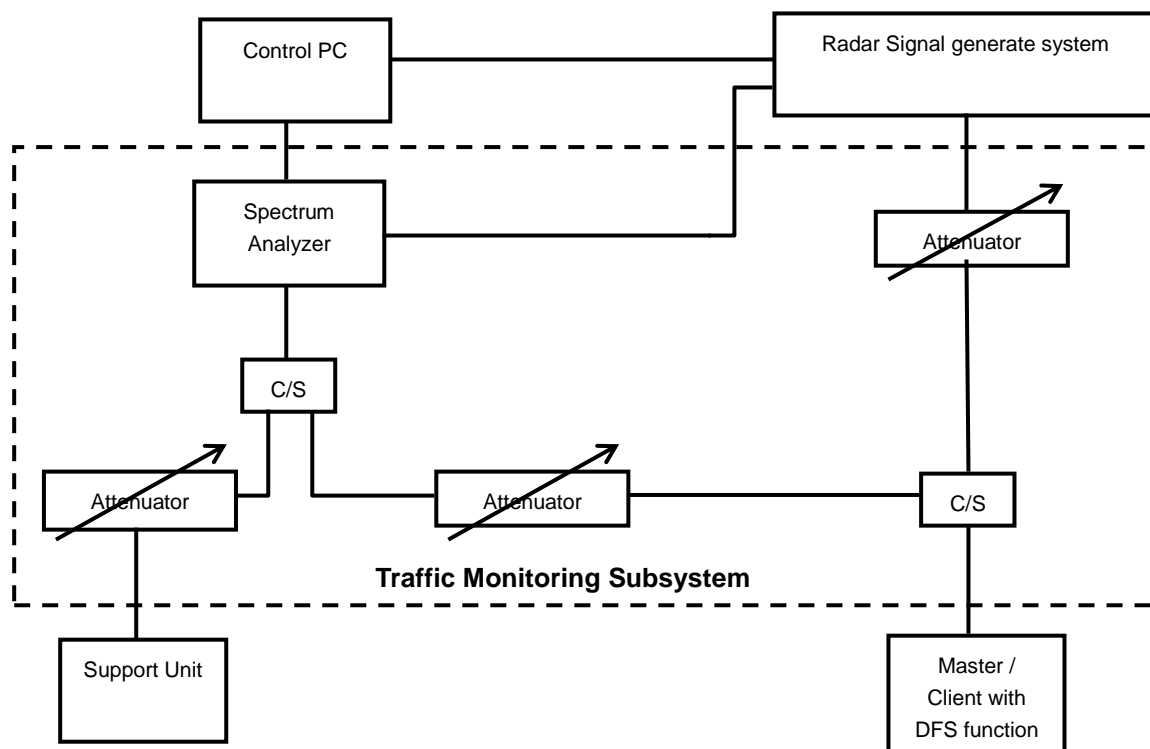 Control PC
Radar Signal generate system
Spectrum
Analyzer
Attenuator
C/S
Attenuator
Attenuator
C/S
Traffic Monitoring Subsystem
Support Unit
Master /
Client with
DFS function